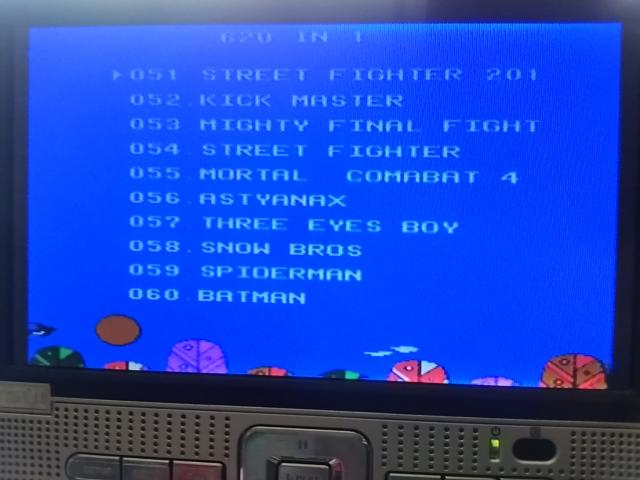 620 IN 1
051 STREET FIGHTER 201
052.KICK MASTER
053 MIGHTY FINAL FIGHT
054 STREET FIGHTER
055.MORTAL COMABAT 4
056.ASTYANAX
057 THREE EYES BOY
058.SNOW BROS
059.SPIDERMAN
060.BATMAN